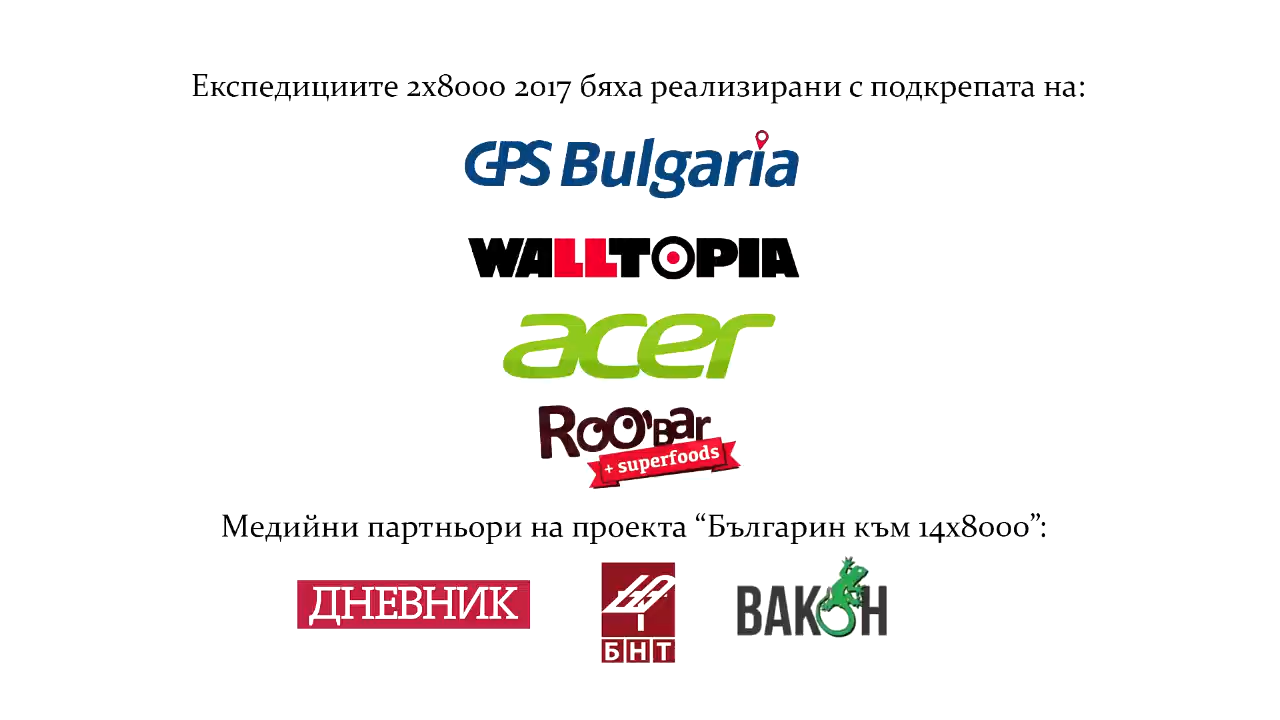 Експедициите 2x8000 2017 бяха реализирани с подкрепата на:
GPS Bulgaria
WALLTOPIA
acer
Roo'Bar
+ superfoods
Медийни партньори на проекта “Българин към 14x8000”:
ДНЕВНИК
БНТ
ВАКОН